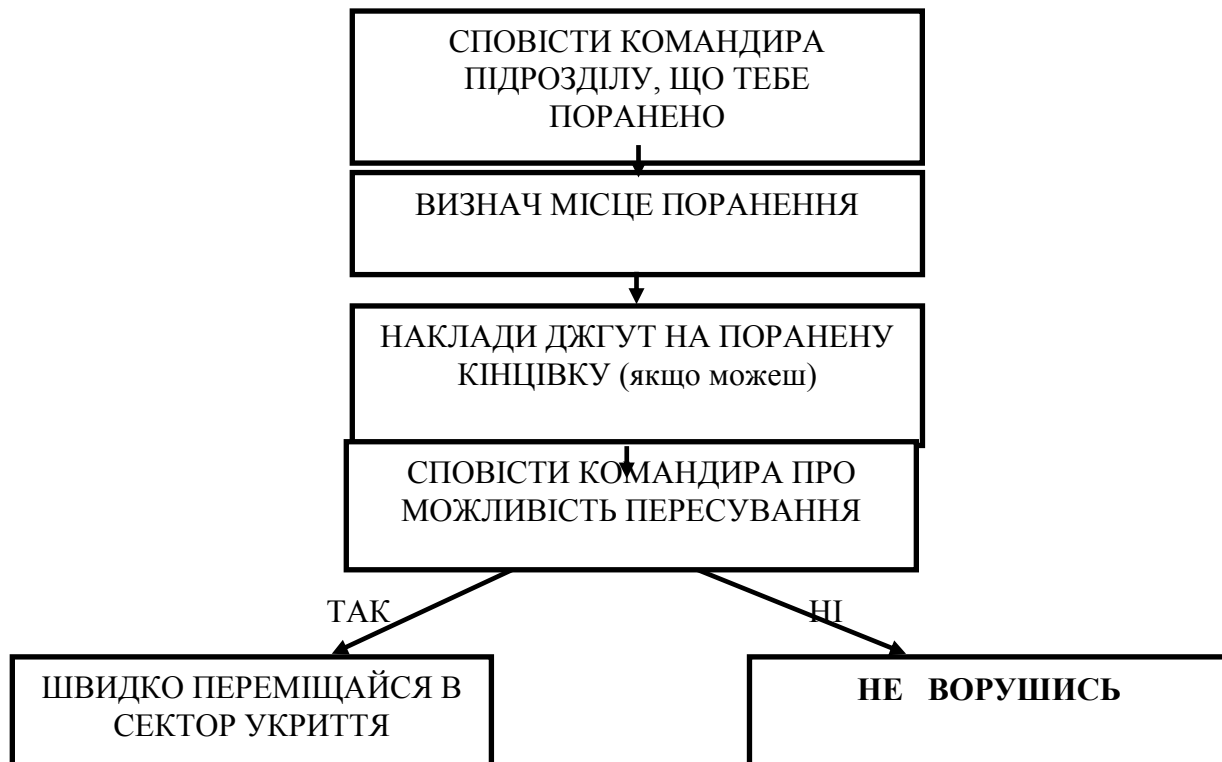 СПОВІСТИ КОМАНДИРА
ПІДРОЗДІЛУ, ЩО ТЕБЕ
ПОРАНЕНО
ВИЗНАЧ МІСЦЕ ПОРАНЕННЯ
НАКЛАДИ ДЖГУТ НА ПОРАНЕНУ
КІНЦІВКУ (якщо можеш)
СПОВІСТИ КОМАНДИРА ПРО
МОЖЛИВІСТЬ ПЕРЕСУВАННЯ
ТАК
НІ
ШВИДКО ПЕРЕМІЩАЙСЯ В
СЕКТОР УКРИТТЯ
НЕ ВОРУШИСЬ